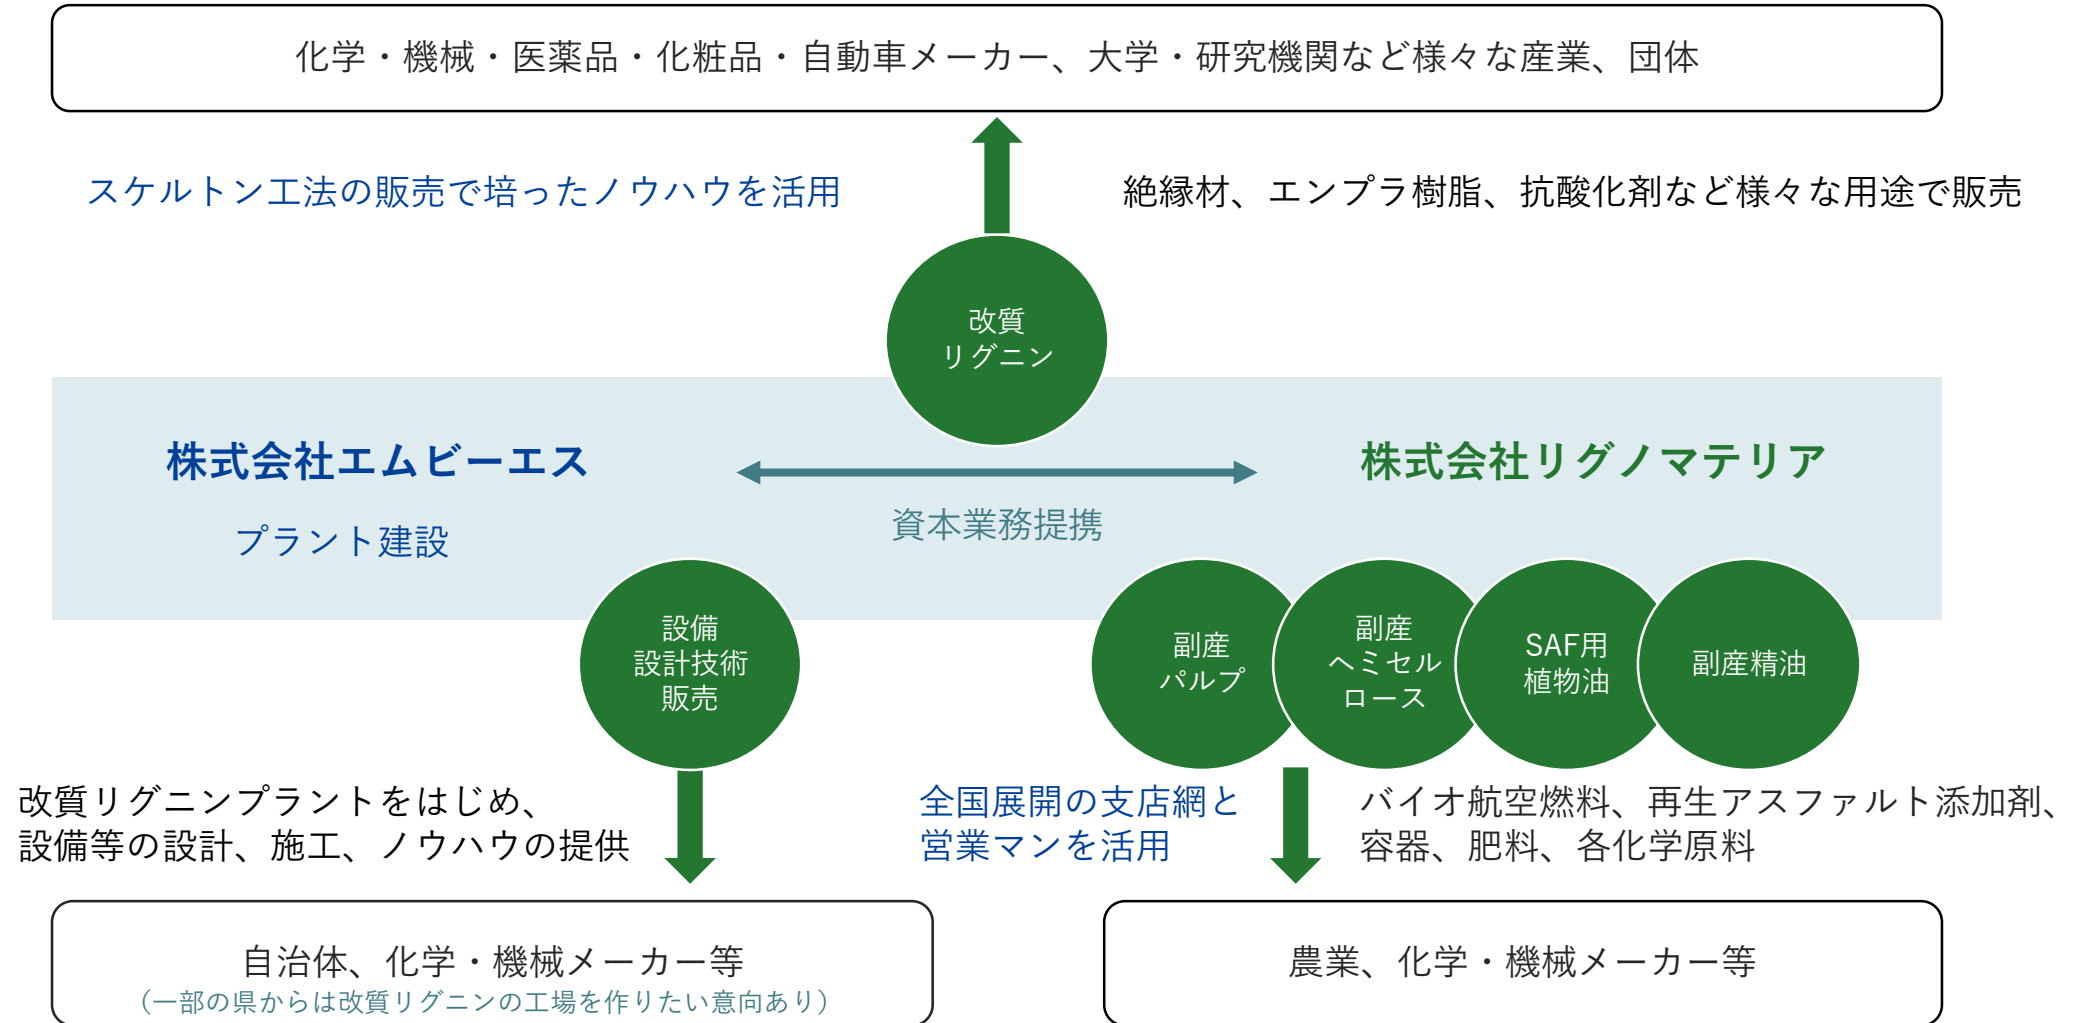 化学・機械・医薬品・化粧品・自動車メーカー、大学・研究機関など様々な産業、団体
スケルトン工法の販売で培ったノウハウを活用
絶縁材、エンプラ樹脂、抗酸化剤など様々な用途で販売
改質
リグニン
株式会社エムビーエス
プラント建設
資本業務提携
株式会社リグノマテリア
設備
設計技術
販売
副産
パルプ
副産
ヘミセル
ロース
SAF用
植物油
副産精油
改質リグニンプラントをはじめ、
設備等の設計、施工、ノウハウの提供
全国展開の支店網と
営業マンを活用
バイオ航空燃料、再生アスファルト添加剤、
容器、肥料、各化学原料
自治体、化学・機械メーカー等
（一部の県からは改質リグニンの工場を作りたい意向あり）
農業、化学・機械メーカー等